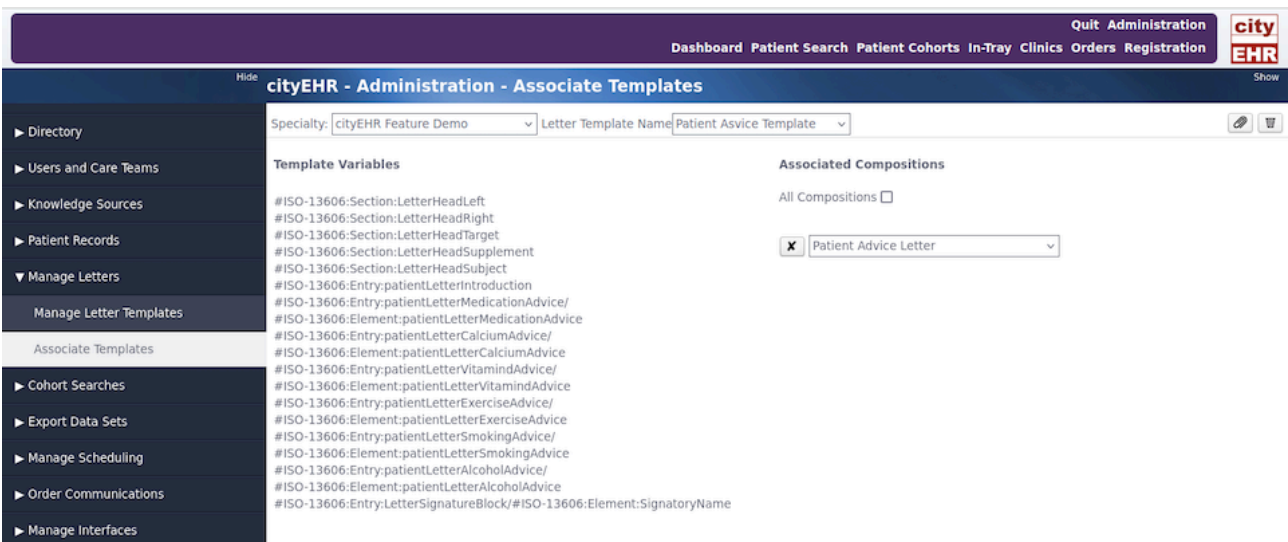 Quit Administration
Dashboard Patient Search Patient Cohorts In-Tray Clinics Orders Registration
city
EHR
Hide
cityEHR - Administration - Associate Templates
Show
▶ Directory
▶ Users and Care Teams
▶ Knowledge Sources
▶ Patient Records
▼ Manage Letters
Manage Letter Templates
Associate Templates
▶ Cohort Searches
▶ Export Data Sets
▶ Manage Scheduling
▶ Order Communications
▶ Manage Interfaces
Specialty: cityEHR Feature Demo Letter Template Name Patient Asvice Template
Template Variables
#ISO-13606:Section:LetterHeadLeft
#ISO-13606:Section:LetterHeadRight
#ISO-13606:Section:LetterHeadTarget
#ISO-13606:Section:LetterHeadSupplement
#ISO-13606:Section:LetterHeadSubject
#ISO-13606:Entry:patientLetterIntroduction
#ISO-13606:Entry:patientLetterMedicationAdvice/
#ISO-13606:Element:patientLetterMedicationAdvice
#ISO-13606:Entry:patientLetterCalciumAdvice/
#ISO-13606:Element:patientLetterCalciumAdvice
#ISO-13606:Entry:patientLetterVitamindAdvice/
#ISO-13606:Element:patientLetterVitamindAdvice
#ISO-13606:Entry:patientLetterExerciseAdvice/
#ISO-13606:Element:patientLetterExerciseAdvice
#ISO-13606:Entry:patientLetterSmokingAdvice/
#ISO-13606:Element:patientLetterSmokingAdvice
#ISO-13606:Entry:patientLetterAlcoholAdvice/
#ISO-13606:Element:patientLetterAlcoholAdvice
#ISO-13606:Entry:LetterSignatureBlock/#ISO-13606:Element:SignatoryName
Associated Compositions
All Compositions
✘ Patient Advice Letter